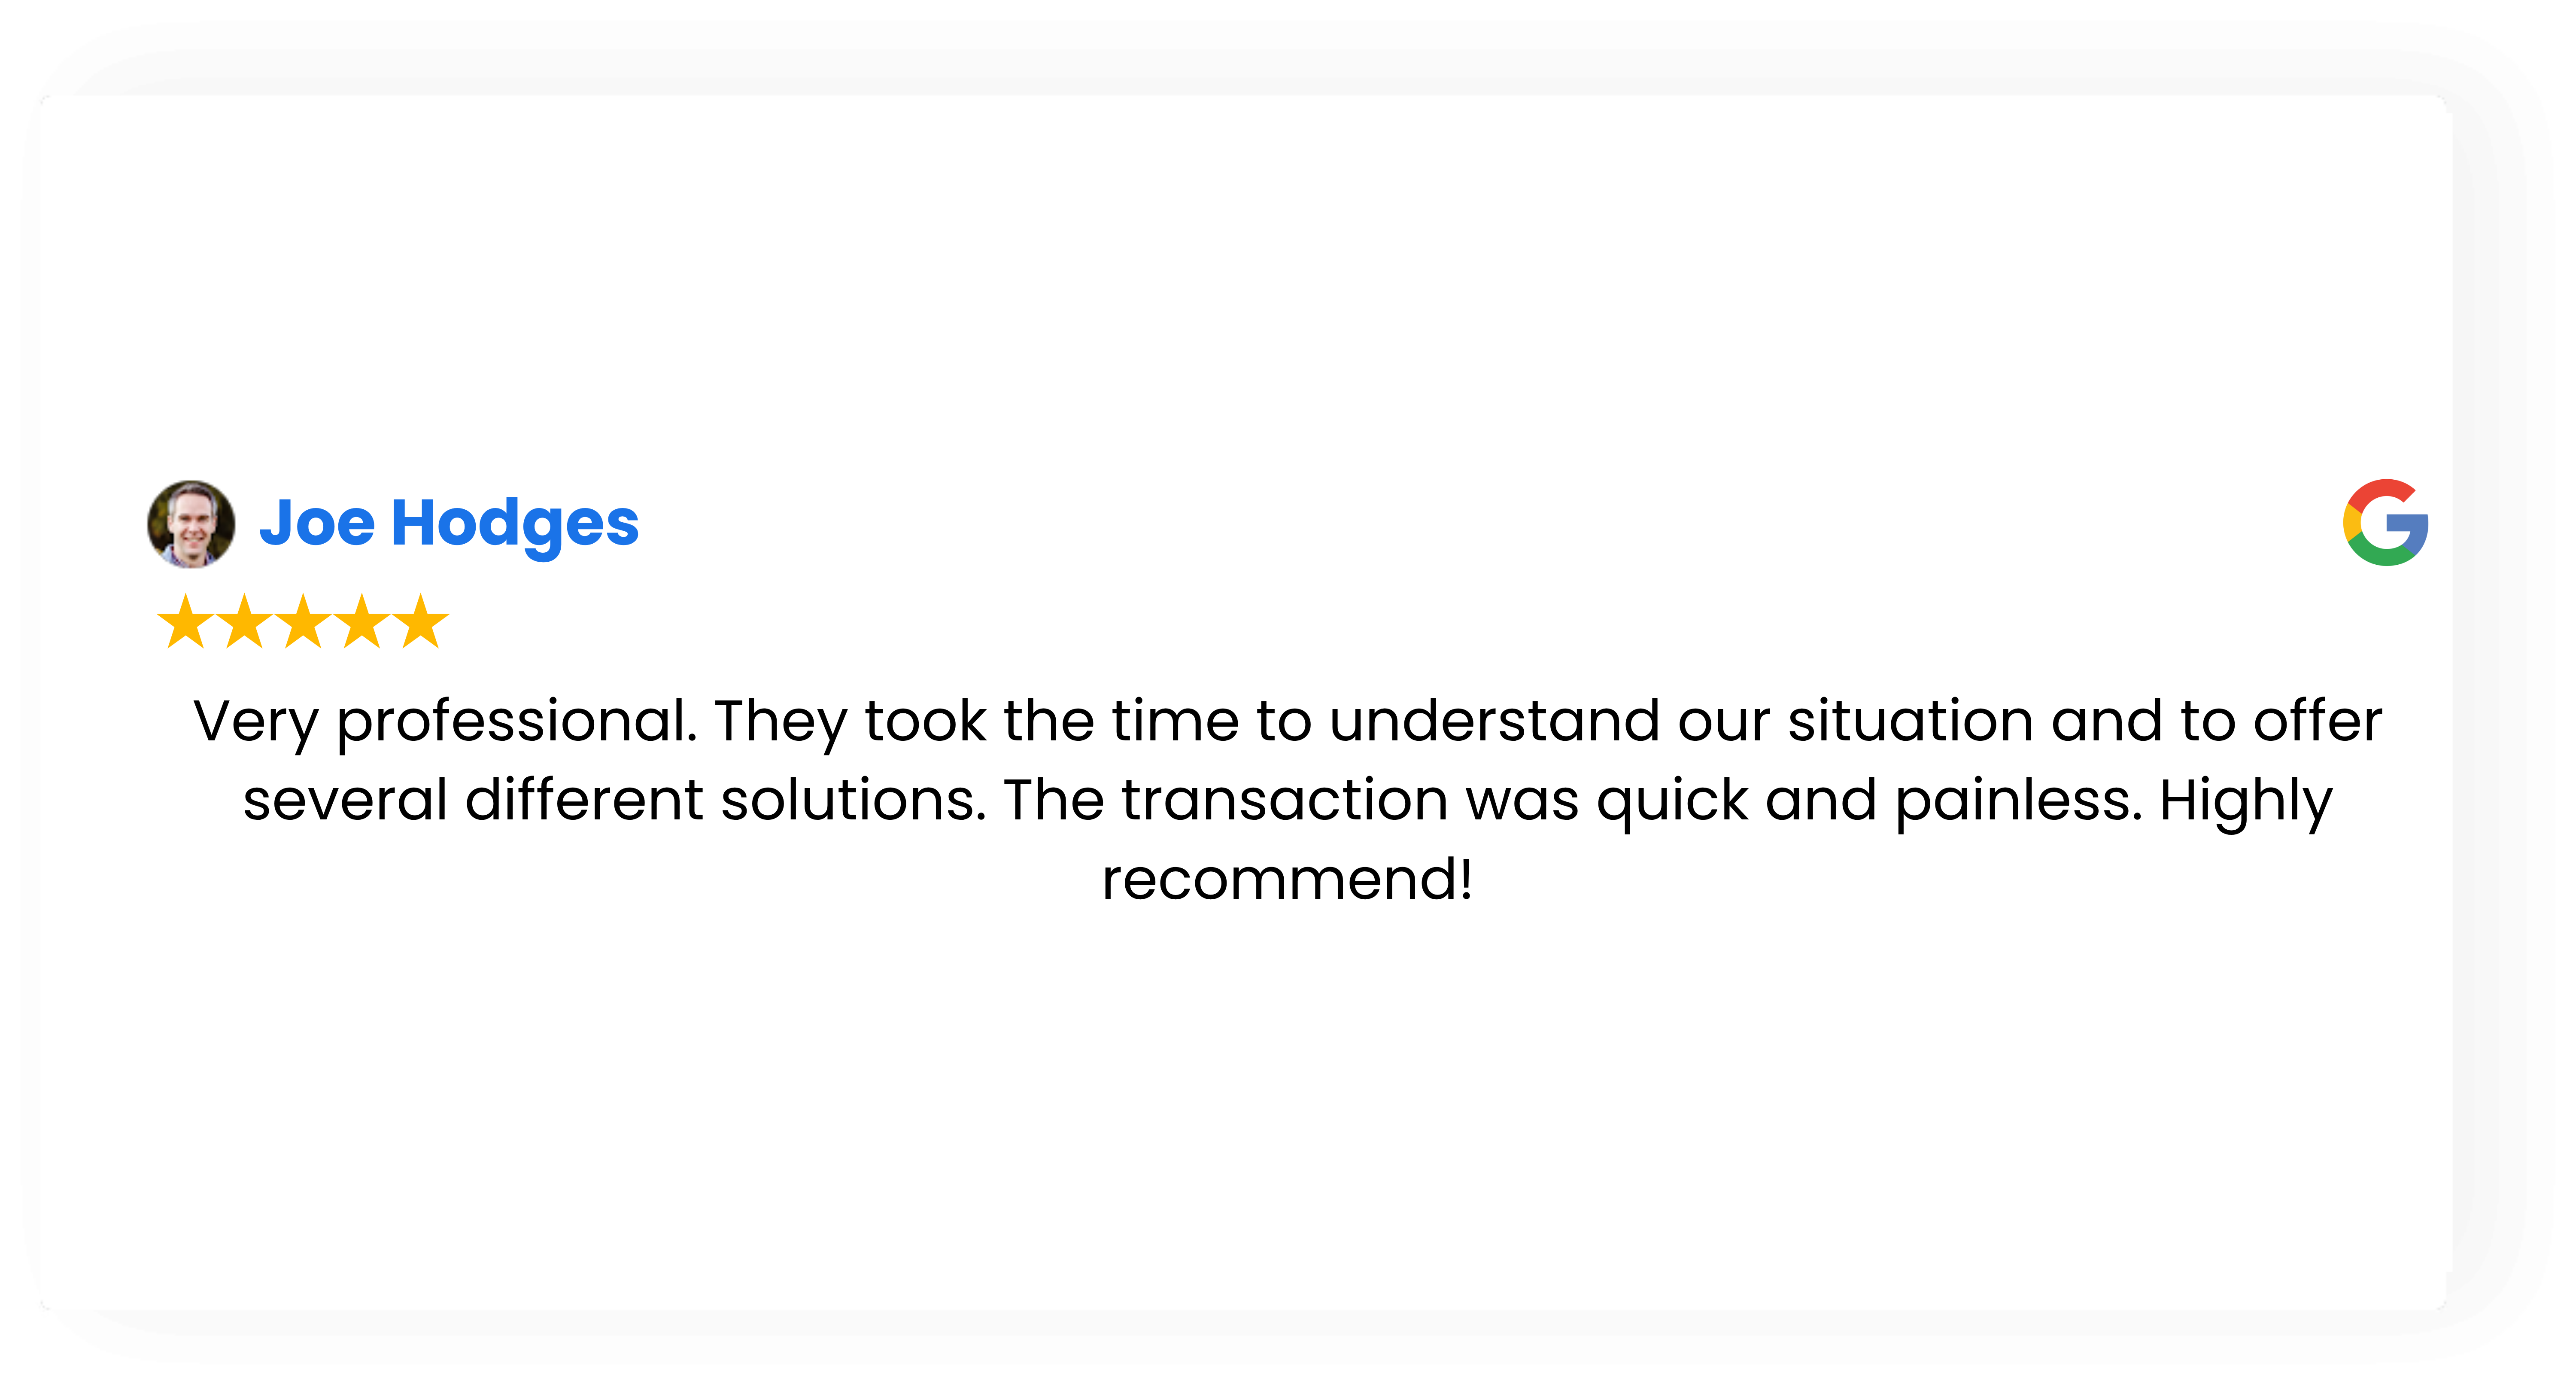 Joe Hodges
Very professional. They took the time to understand our situation and to offer
several different solutions. The transaction was quick and painless. Highly
recommend!